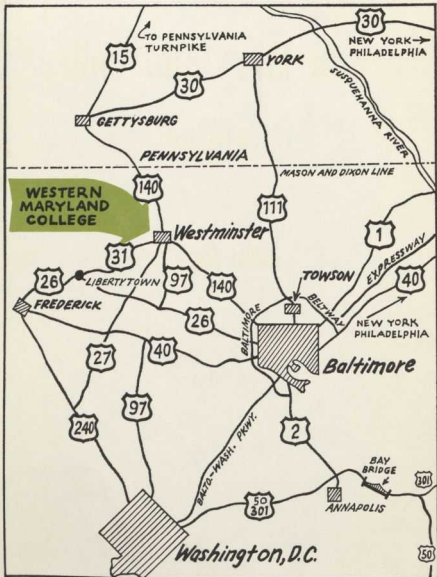 30
TO PENNSYLVANIA
TURNPIKE
15
NEW YORK
PHILADELPHIA
YORK
30
SUSQUEHANNA RIVER
GETTYSBURG
PENNSYLVANIA
MASON AND DIXON LINE
140
WESTERN
MARYLAND
COLLEGE
111
1
Westminster
31
97
140
TOWSON
EXPRESSWAY
40
26
LIBERTYTOWN
BELTWAY
FREDERICK
26
BALTIMORE
NEW YORK
PHILADELPHIA
27
40
Baltimore
97
240
2
BALTO.-WASH. PKWY.
BAY
BRIDGE
301
50
301
ANNAPOLIS
50
Washington, D.C.